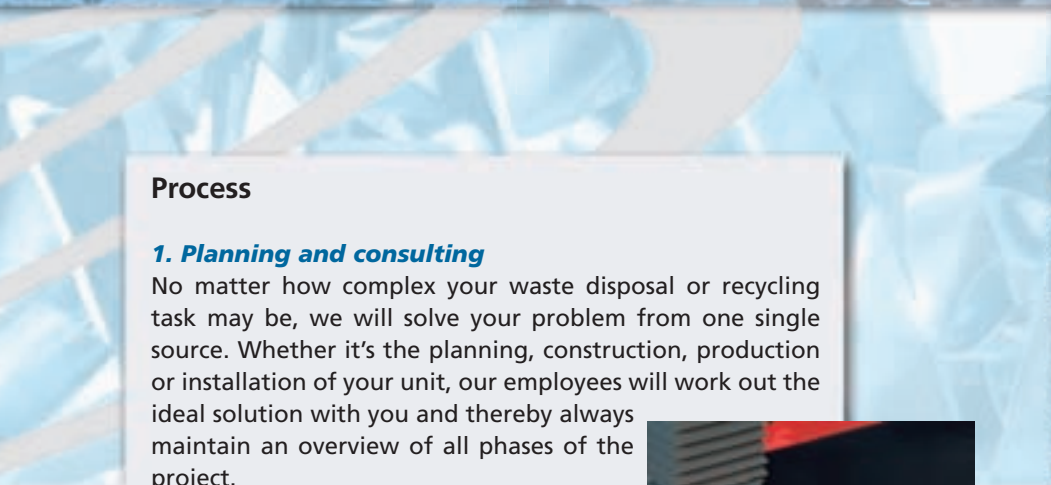 Process
1. Planning and consulting
No matter how complex your waste disposal or recycling
task may be, we will solve your problem from one single
source. Whether it’s the planning, construction, production
or installation of your unit, our employees will work out the
ideal solution with you and thereby always
maintain an overview of all phases of the
project.